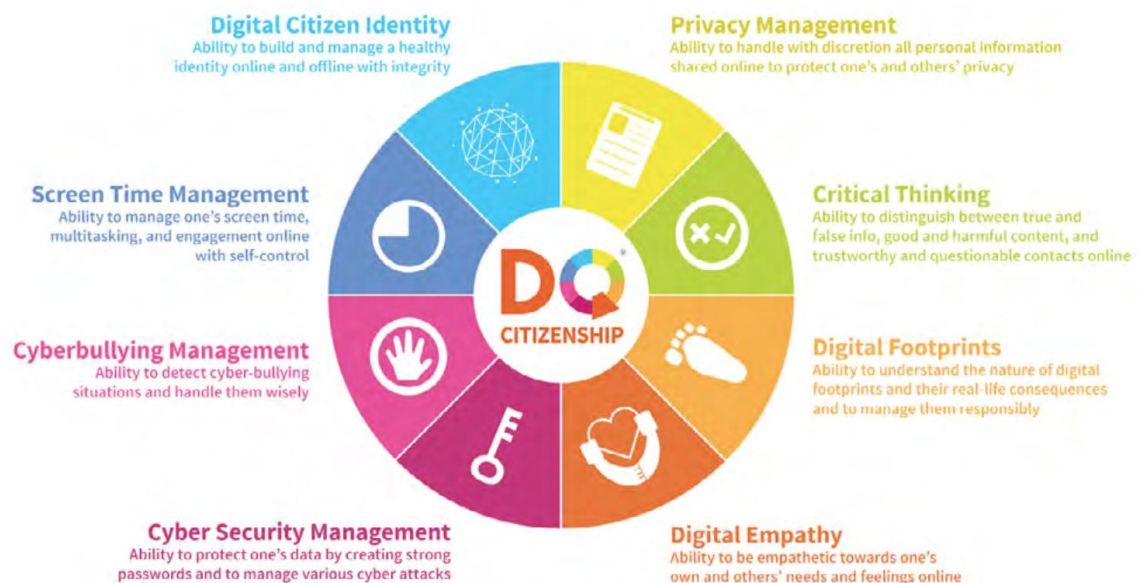 Digital Citizen Identity
Ability to build and manage a healthy
identity online and offline with integrity
Privacy Management
Ability to handle with discretion all personal information
shared online to protect one's and others' privacy
Screen Time Management
Ability to manage one's screen time,
multitasking, and engagement online
with self-control
Critical Thinking
Ability to distinguish between true and
false info, good and harmful content, and
trustworthy and questionable contacts online
DQ®
CITIZENSHIP
Cyberbullying Management
Ability to detect cyber-bullying
situations and handle them wisely
Digital Footprints
Ability to understand the nature of digital
footprints and their real-life consequences
and to manage them responsibly
Cyber Security Management
Ability to protect one's data by creating strong
passwords and to manage various cyber attacks
Digital Empathy
Ability to be empathetic towards one's
own and others' needs and feelings online